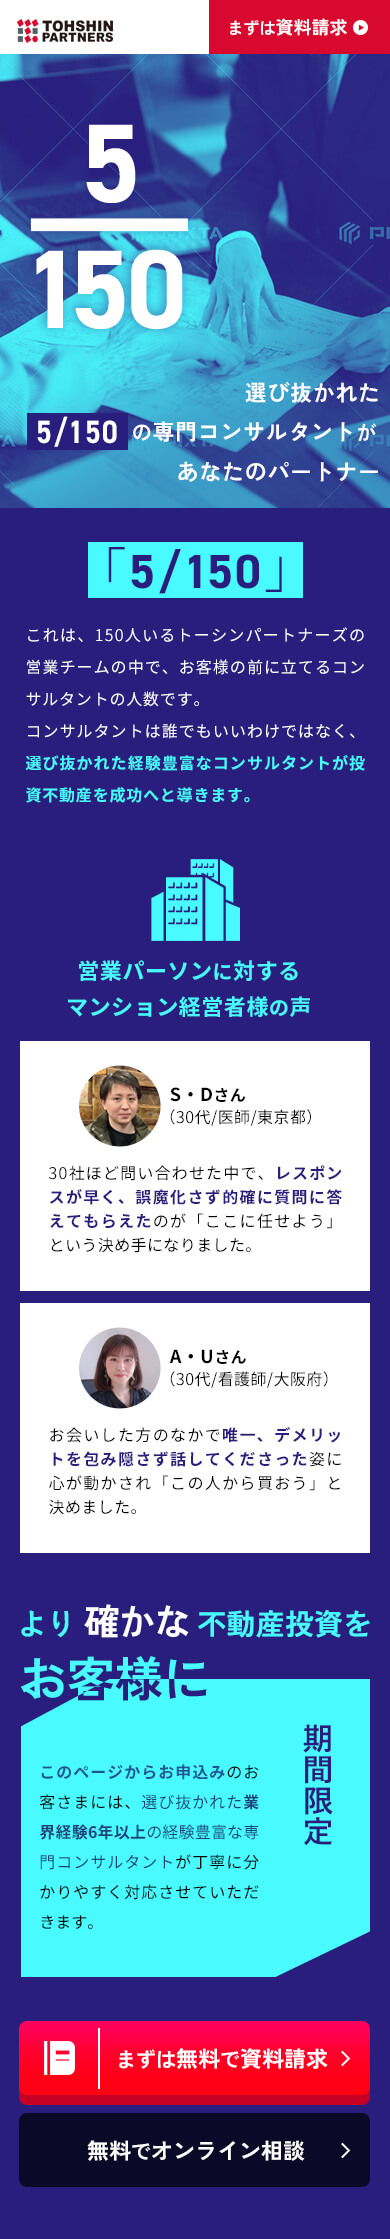 TOHSHIN
PARTNERS
まずは資料請求
5
150
選び抜かれた
5/150 の専門コンサルタントが
あなたのパートナー
「5/150」
これは、150人いるトーシンパートナーズの
営業チームの中で、お客様の前に立てるコン
サルタントの人数です。
コンサルタントは誰でもいいわけではなく、
選び抜かれた経験豊富なコンサルタントが投
資不動産を成功へと導きます。
営業パーソンに対する
マンション経営者様の声
S・Dさん
（30代/医師/東京都）
30社ほど問い合わせた中で、レスポン
スが早く、誤魔化さず的確に質問に答
えてもらえたのが「ここに任せよう」
という決め手になりました。
A・Uさん
（30代/看護師/大阪府）
お会いした方のなかで唯一、デメリッ
トを包み隠さず話してくださった姿に
心が動かされ「この人から買おう」と
決めました。
より 確かな 不動産投資を
お客様に
期間限定
このページからお申込みのお
客さまには、選び抜かれた業
界経験6年以上の経験豊富な専
門コンサルタントが丁寧に分
かりやすく対応させていただ
きます。
まずは無料で資料請求
無料でオンライン相談